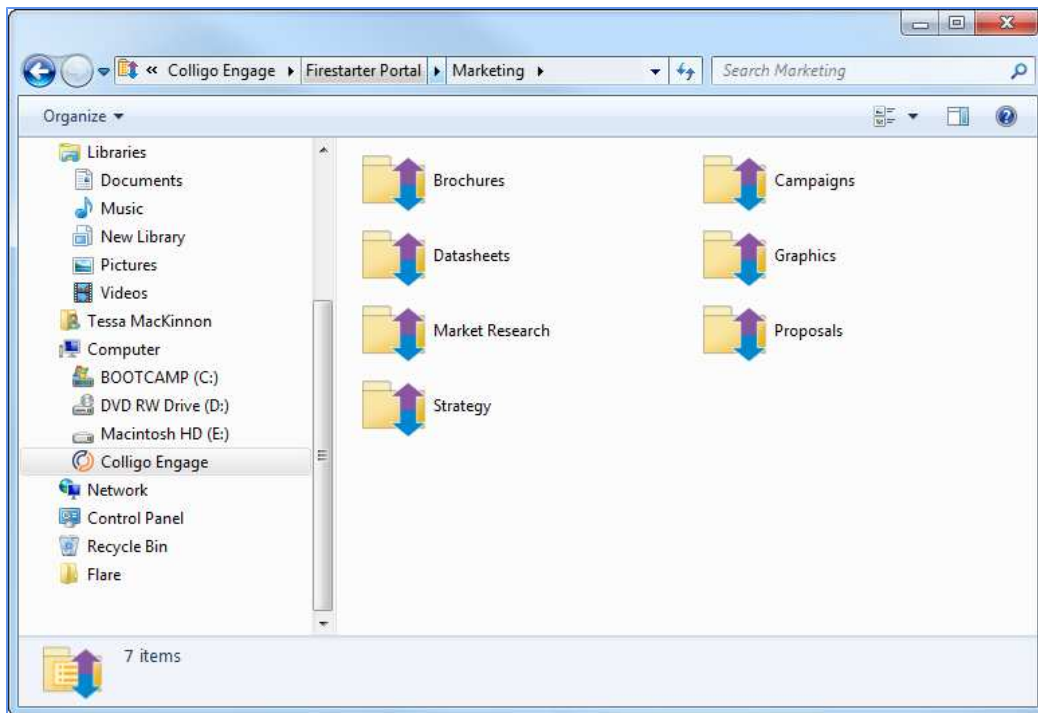 « Colligo Engage Firestarter Portal Marketing Search Marketing
Organize
Libraries
Documents
Music
New Library
Pictures
Videos
Tessa MacKinnon
Computer
BOOTCAMP (C:)
DVD RW Drive (D:)
Macintosh HD (E:)
Colligo Engage
Network
Control Panel
Recycle Bin
Flare
Brochures Campaigns
Datasheets Graphics
Market Research Proposals
Strategy
7 items